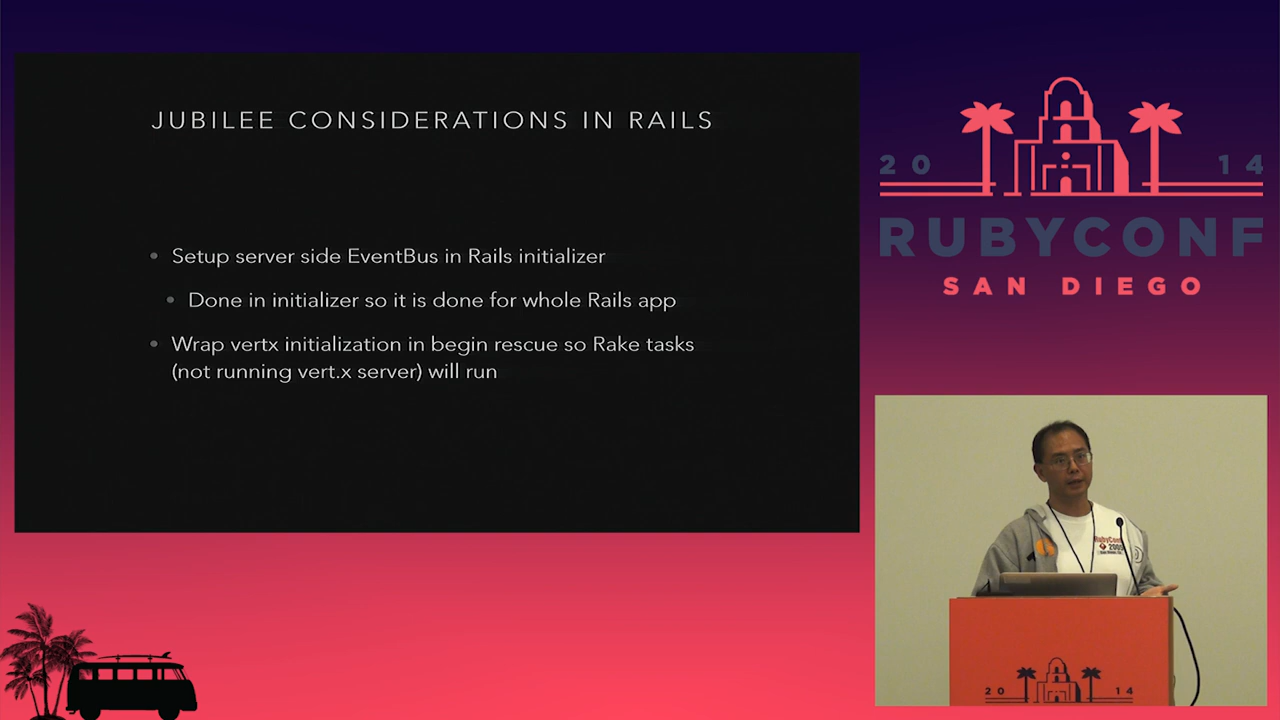 JUBILEE CONSIDERATIONS IN RAILS
• Setup server side EventBus in Rails initializer
• Done in initializer so it is done for whole Rails app
• Wrap vertx initialization in begin rescue so Rake tasks
(not running vert.x server) will run
20 14
RUBYCONF
SAN DIEGO
RubyConf
2009
20 14